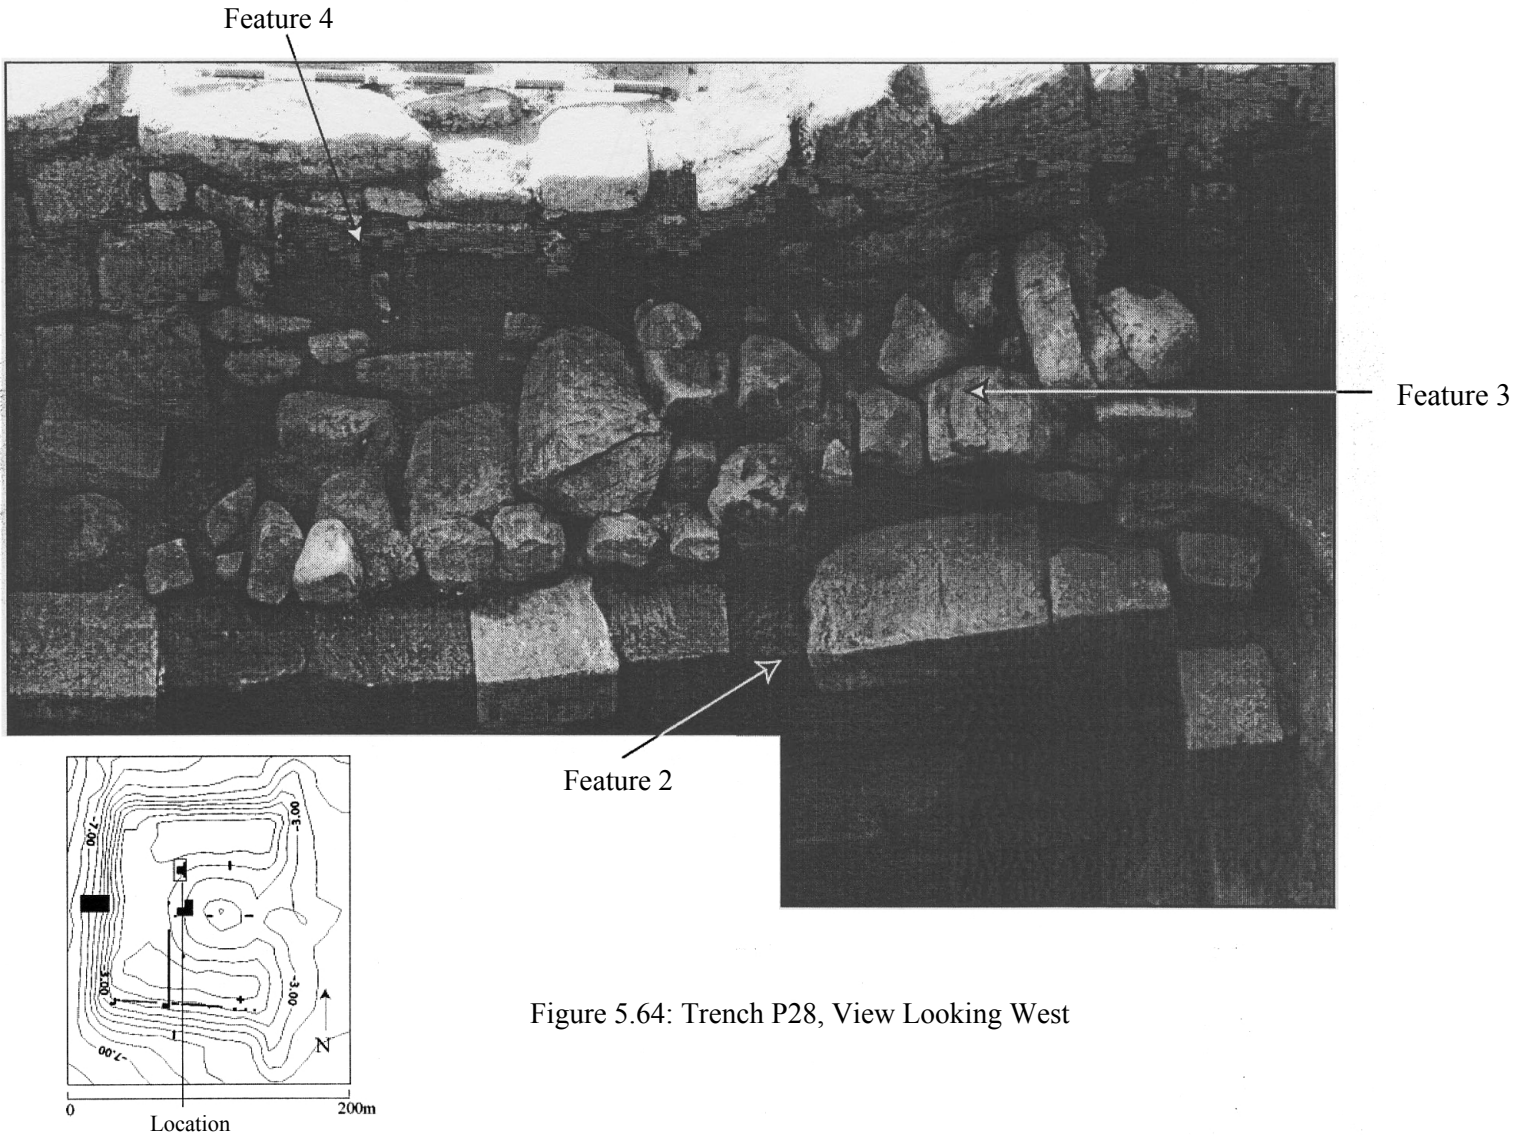 Feature 4
Feature 3
Feature 2
-7.00
-3.00
-3.00
-3.00
-7.00
N
0
200m
Location
Figure 5.64: Trench P28, View Looking West